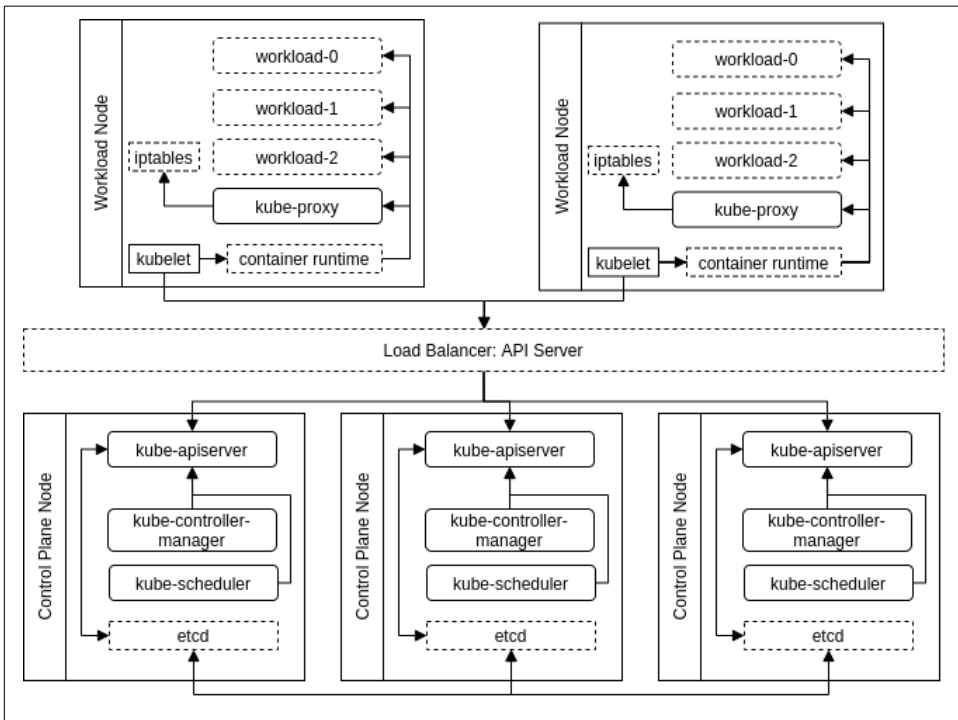 Workload Node
workload-0
workload-1
iptables
workload-2
kube-proxy
kubelet
container runtime
Workload Node
workload-0
workload-1
iptables
workload-2
kube-proxy
kubelet
container runtime
Load Balancer: API Server
Control Plane Node
kube-apiserver
kube-controller-
manager
kube-scheduler
etcd
Control Plane Node
kube-apiserver
kube-controller-
manager
kube-scheduler
etcd
Control Plane Node
kube-apiserver
kube-controller-
manager
kube-scheduler
etcd